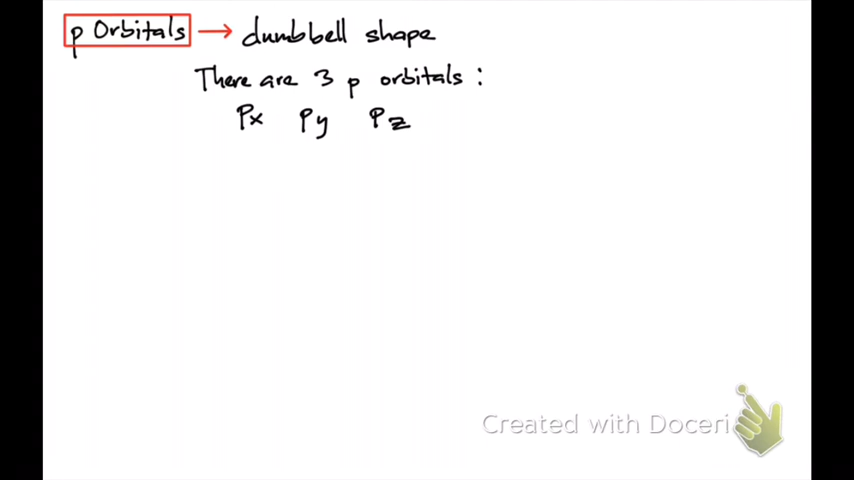 p Orbitals → dumbbell shape
There are 3 p orbitals :
Px Py Pz
Created with Doceri